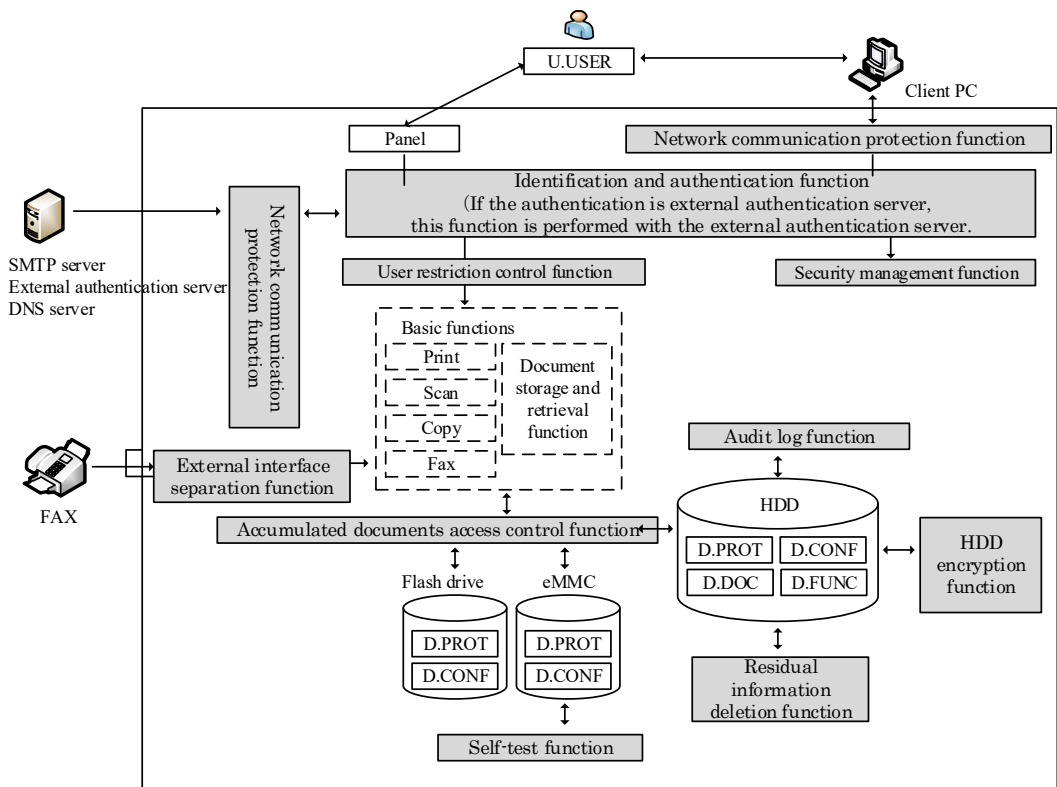 U.USER
Client PC
Panel
Network communication protection function
Identification and authentication function
(If the authentication is external authentication server,
this function is performed with the external authentication server.
Network communication
protection function
SMTP server
External authentication server
DNS server
User restriction control function
Security management function
Basic functions
Print
Scan
Copy
Fax
Document
storage and
retrieval
function
Audit log function
External interface
separation function
FAX
HDD
D.PROT
D.CONF
D.DOC
D.FUNC
HDD
encryption
function
Accumulated documents access control function
Flash drive
eMMC
D.PROT
D.CONF
D.PROT
D.CONF
Residual
information
deletion function
Self-test function